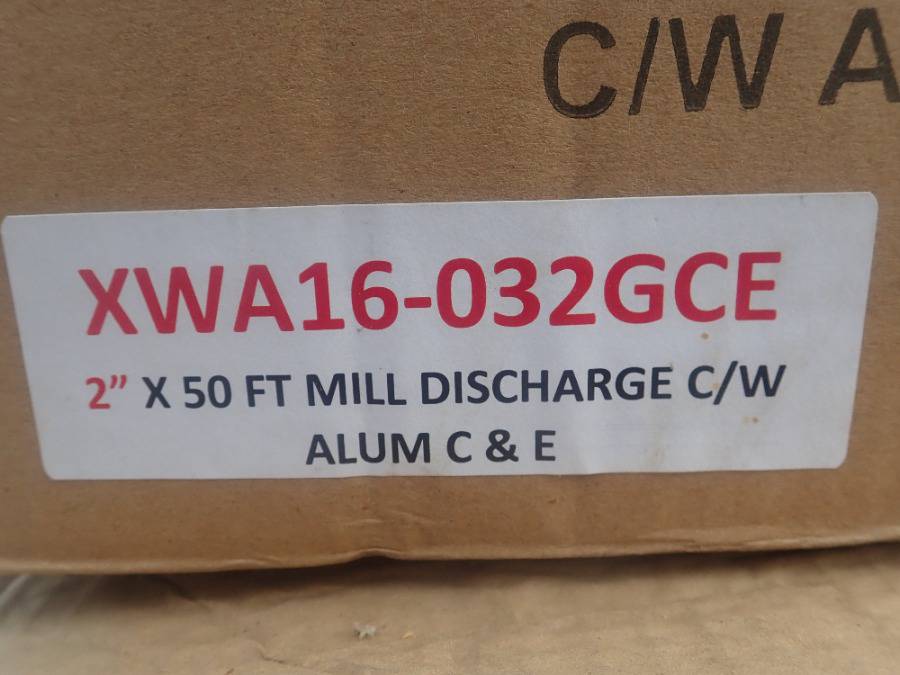 C/W A
XWA16-032GCE
2” X 50 FT MILL DISCHARGE C/W
ALUM C & E